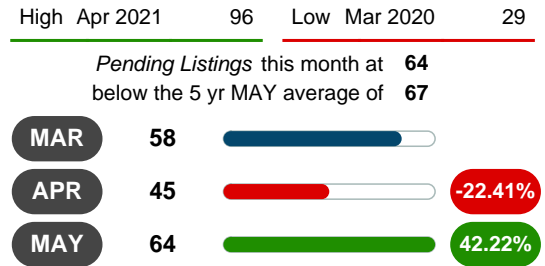 High Apr 2021 96 Low Mar 2020 29
Pending Listings this month at 64
below the 5 yr MAY average of 67
MAR 58
APR 45 -22.41%
MAY 64 42.22%